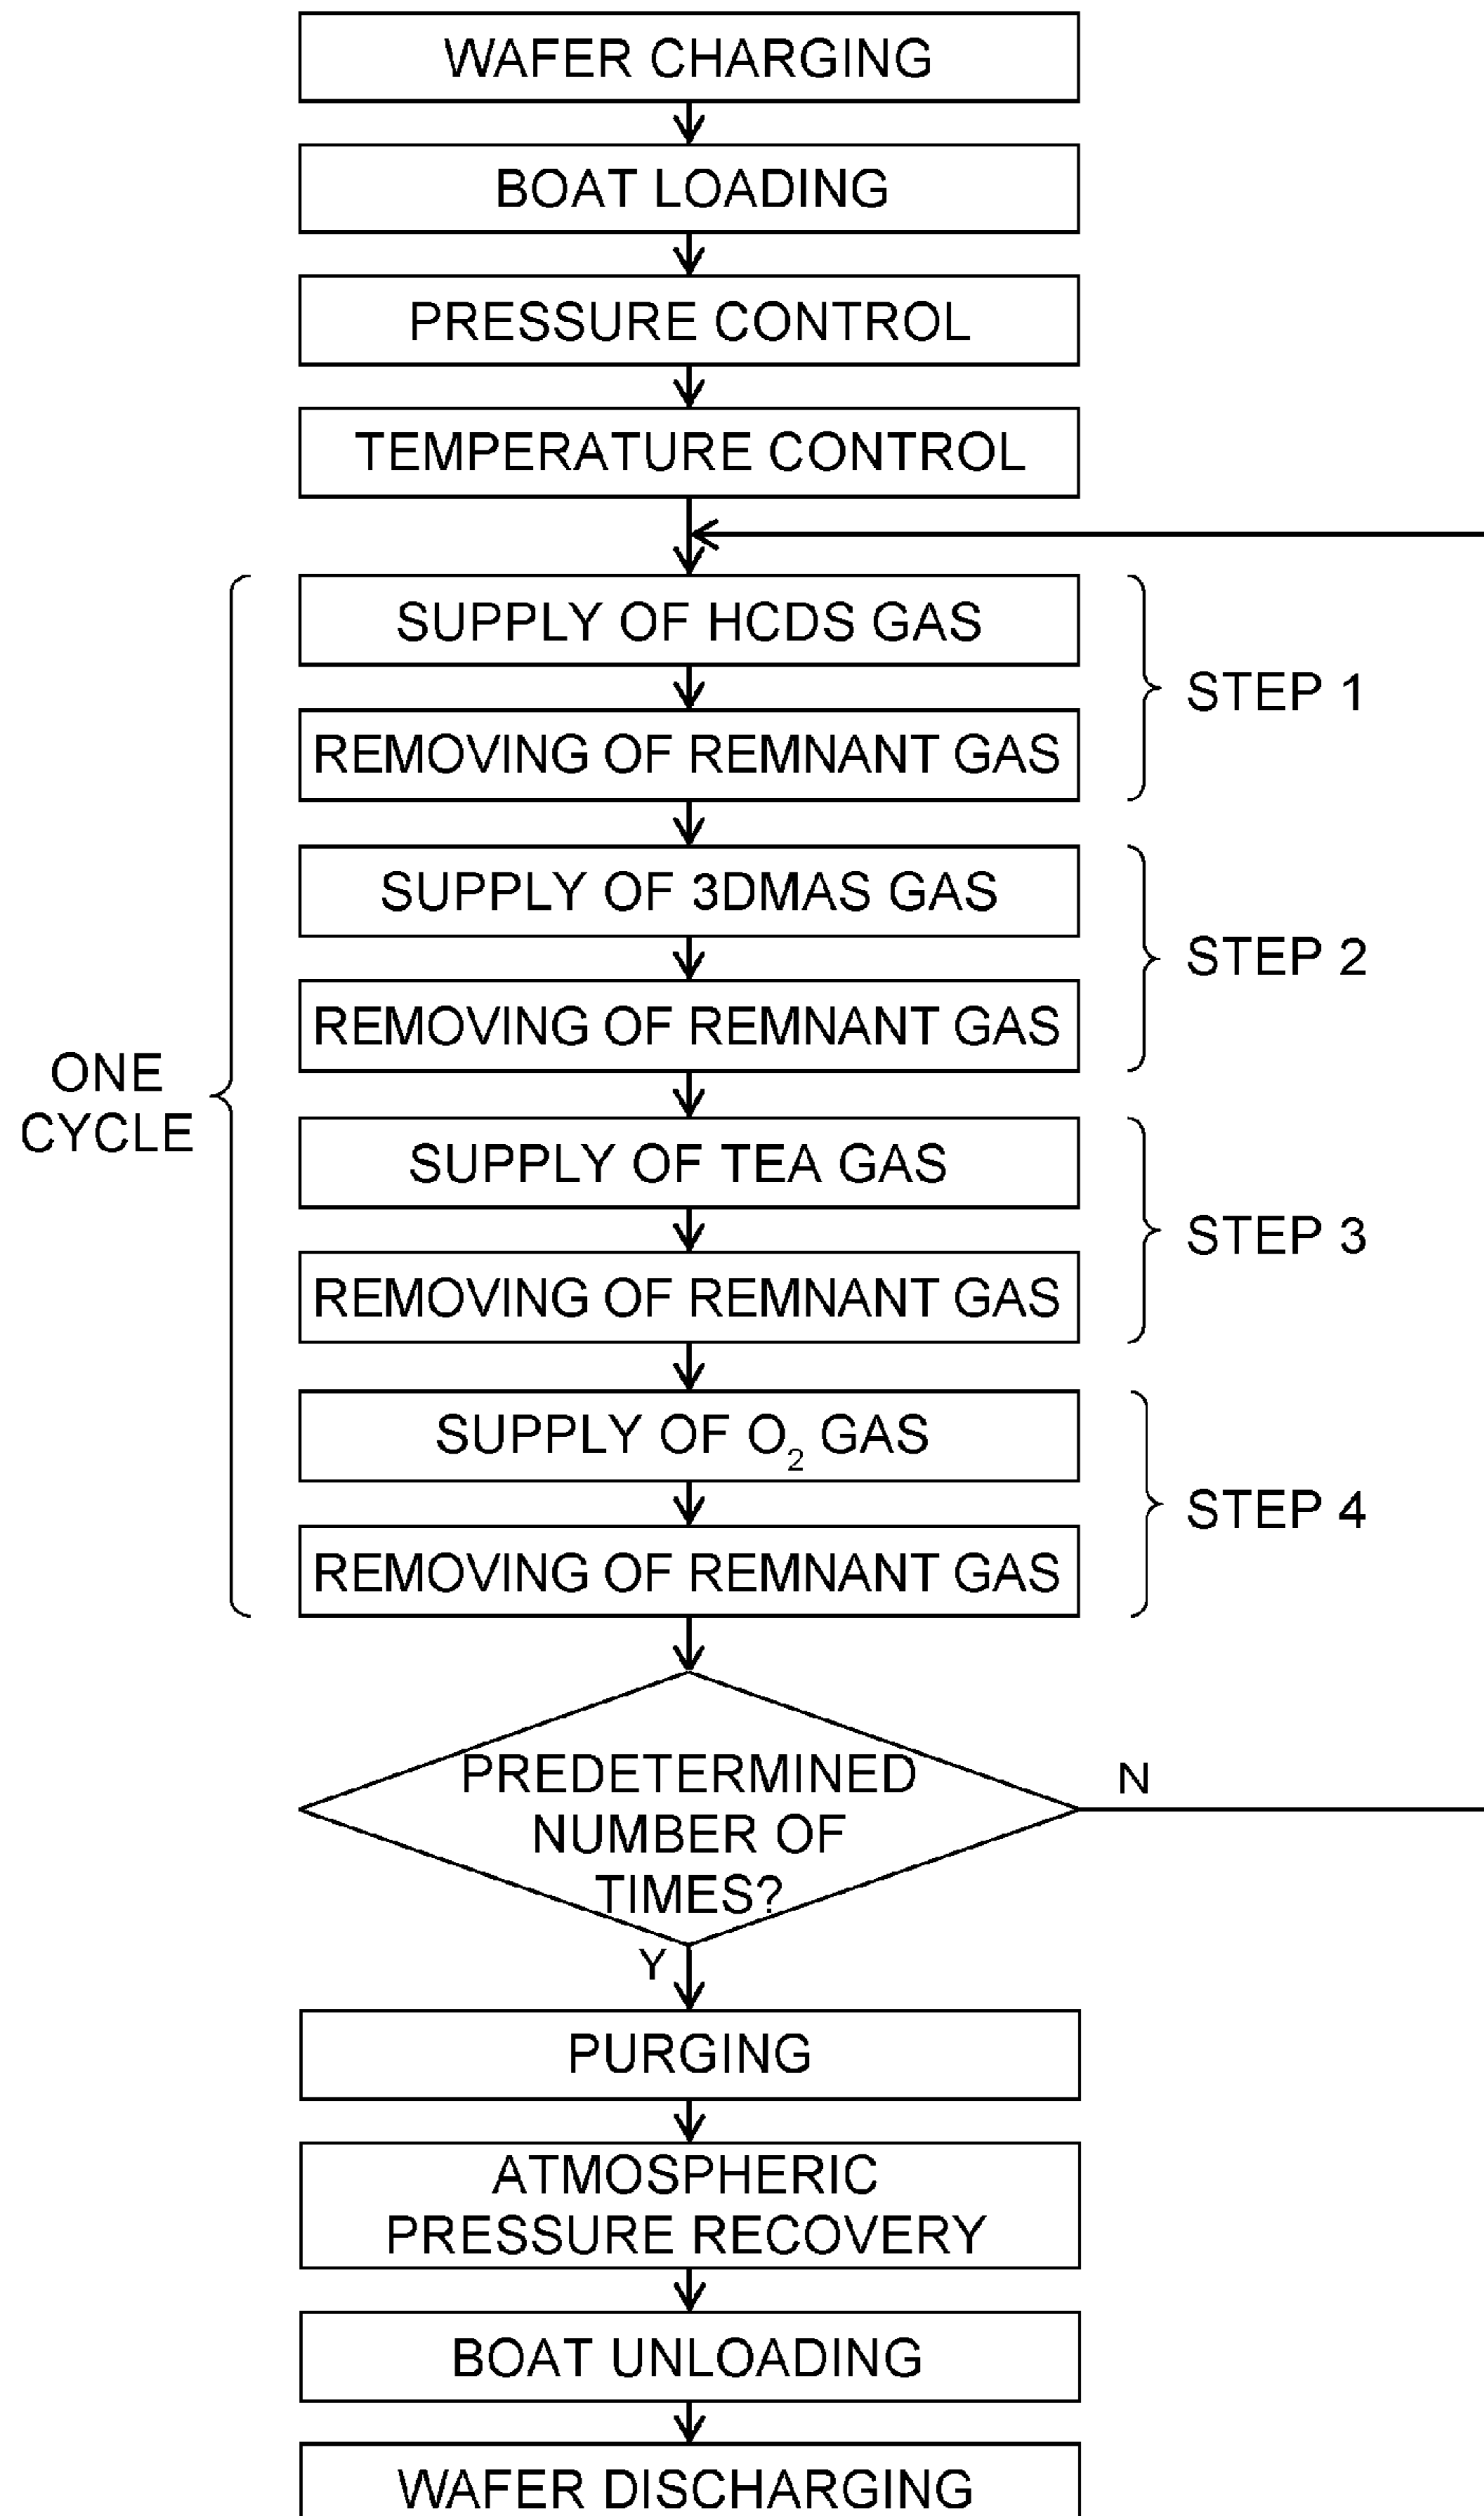 WAFER CHARGING
BOAT LOADING
PRESSURE CONTROL
TEMPERATURE CONTROL
SUPPLY OF HCDS GAS
STEP 1
REMOVING OF REMNANT GAS
SUPPLY OF 3DMAS GAS
STEP 2
REMOVING OF REMNANT GAS
ONE
CYCLE
SUPPLY OF TEA GAS
STEP 3
REMOVING OF REMNANT GAS
SUPPLY OF O₂ GAS
STEP 4
REMOVING OF REMNANT GAS
PREDETERMINED
NUMBER OF
TIMES?
N
Y
PURGING
ATMOSPHERIC
PRESSURE RECOVERY
BOAT UNLOADING
WAFER DISCHARGING